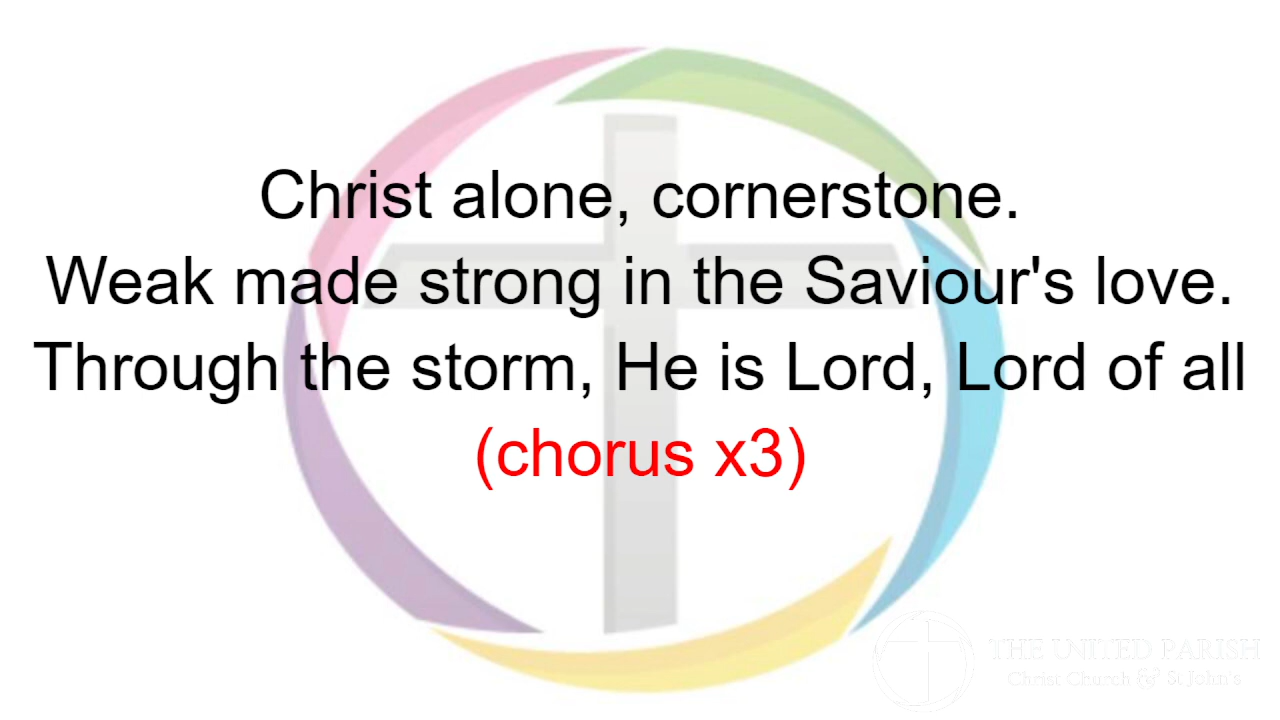 Christ alone, cornerstone.
Weak made strong in the Saviour's love.
Through the storm, He is Lord, Lord of all
(chorus x3)
THE UNITED PARISH
Christ Church & St John's